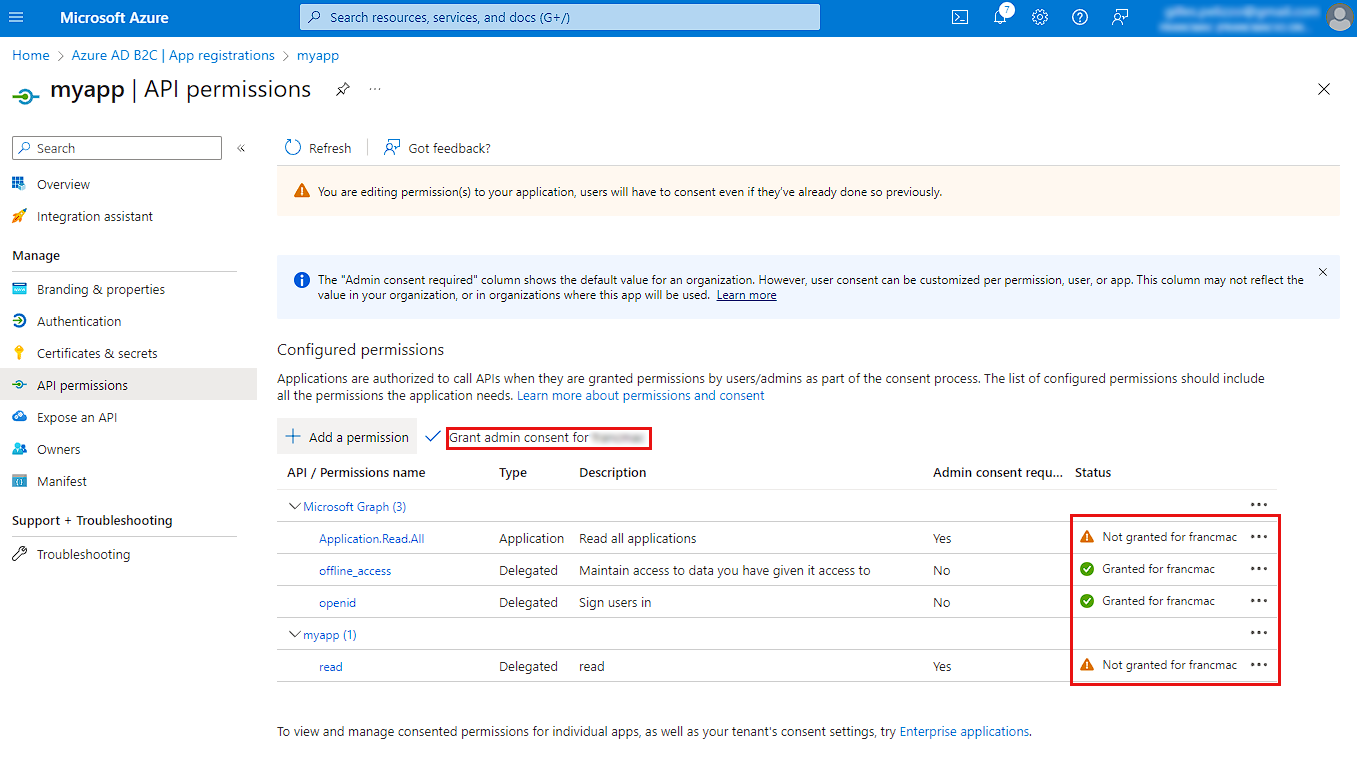 Microsoft Azure
Search resources, services, and docs (G+/)
7
Home > Azure AD B2C | App registrations > myapp
myapp | API permissions
Search
«
Refresh
Got feedback?
Overview
Integration assistant
Manage
Branding & properties
Authentication
Certificates & secrets
API permissions
Expose an API
Owners
Manifest
Support + Troubleshooting
Troubleshooting
You are editing permission(s) to your application, users will have to consent even if they've already done so previously.
The "Admin consent required" column shows the default value for an organization. However, user consent can be customized per permission, user, or app. This column may not reflect the
value in your organization, or in organizations where this app will be used. Learn more
Configured permissions
Applications are authorized to call APIs when they are granted permissions by users/admins as part of the consent process. The list of configured permissions should include
all the permissions the application needs. Learn more about permissions and consent
Add a permission
Grant admin consent for
API / Permissions name Type Description Admin consent requ... Status
Microsoft Graph (3)
Application.Read.All Application Read all applications Yes Not granted for francmac
offline_access Delegated Maintain access to data you have given it access to No Granted for francmac
openid Delegated Sign users in No Granted for francmac
myapp (1)
read Delegated read Yes Not granted for francmac
To view and manage consented permissions for individual apps, as well as your tenant's consent settings, try Enterprise applications.